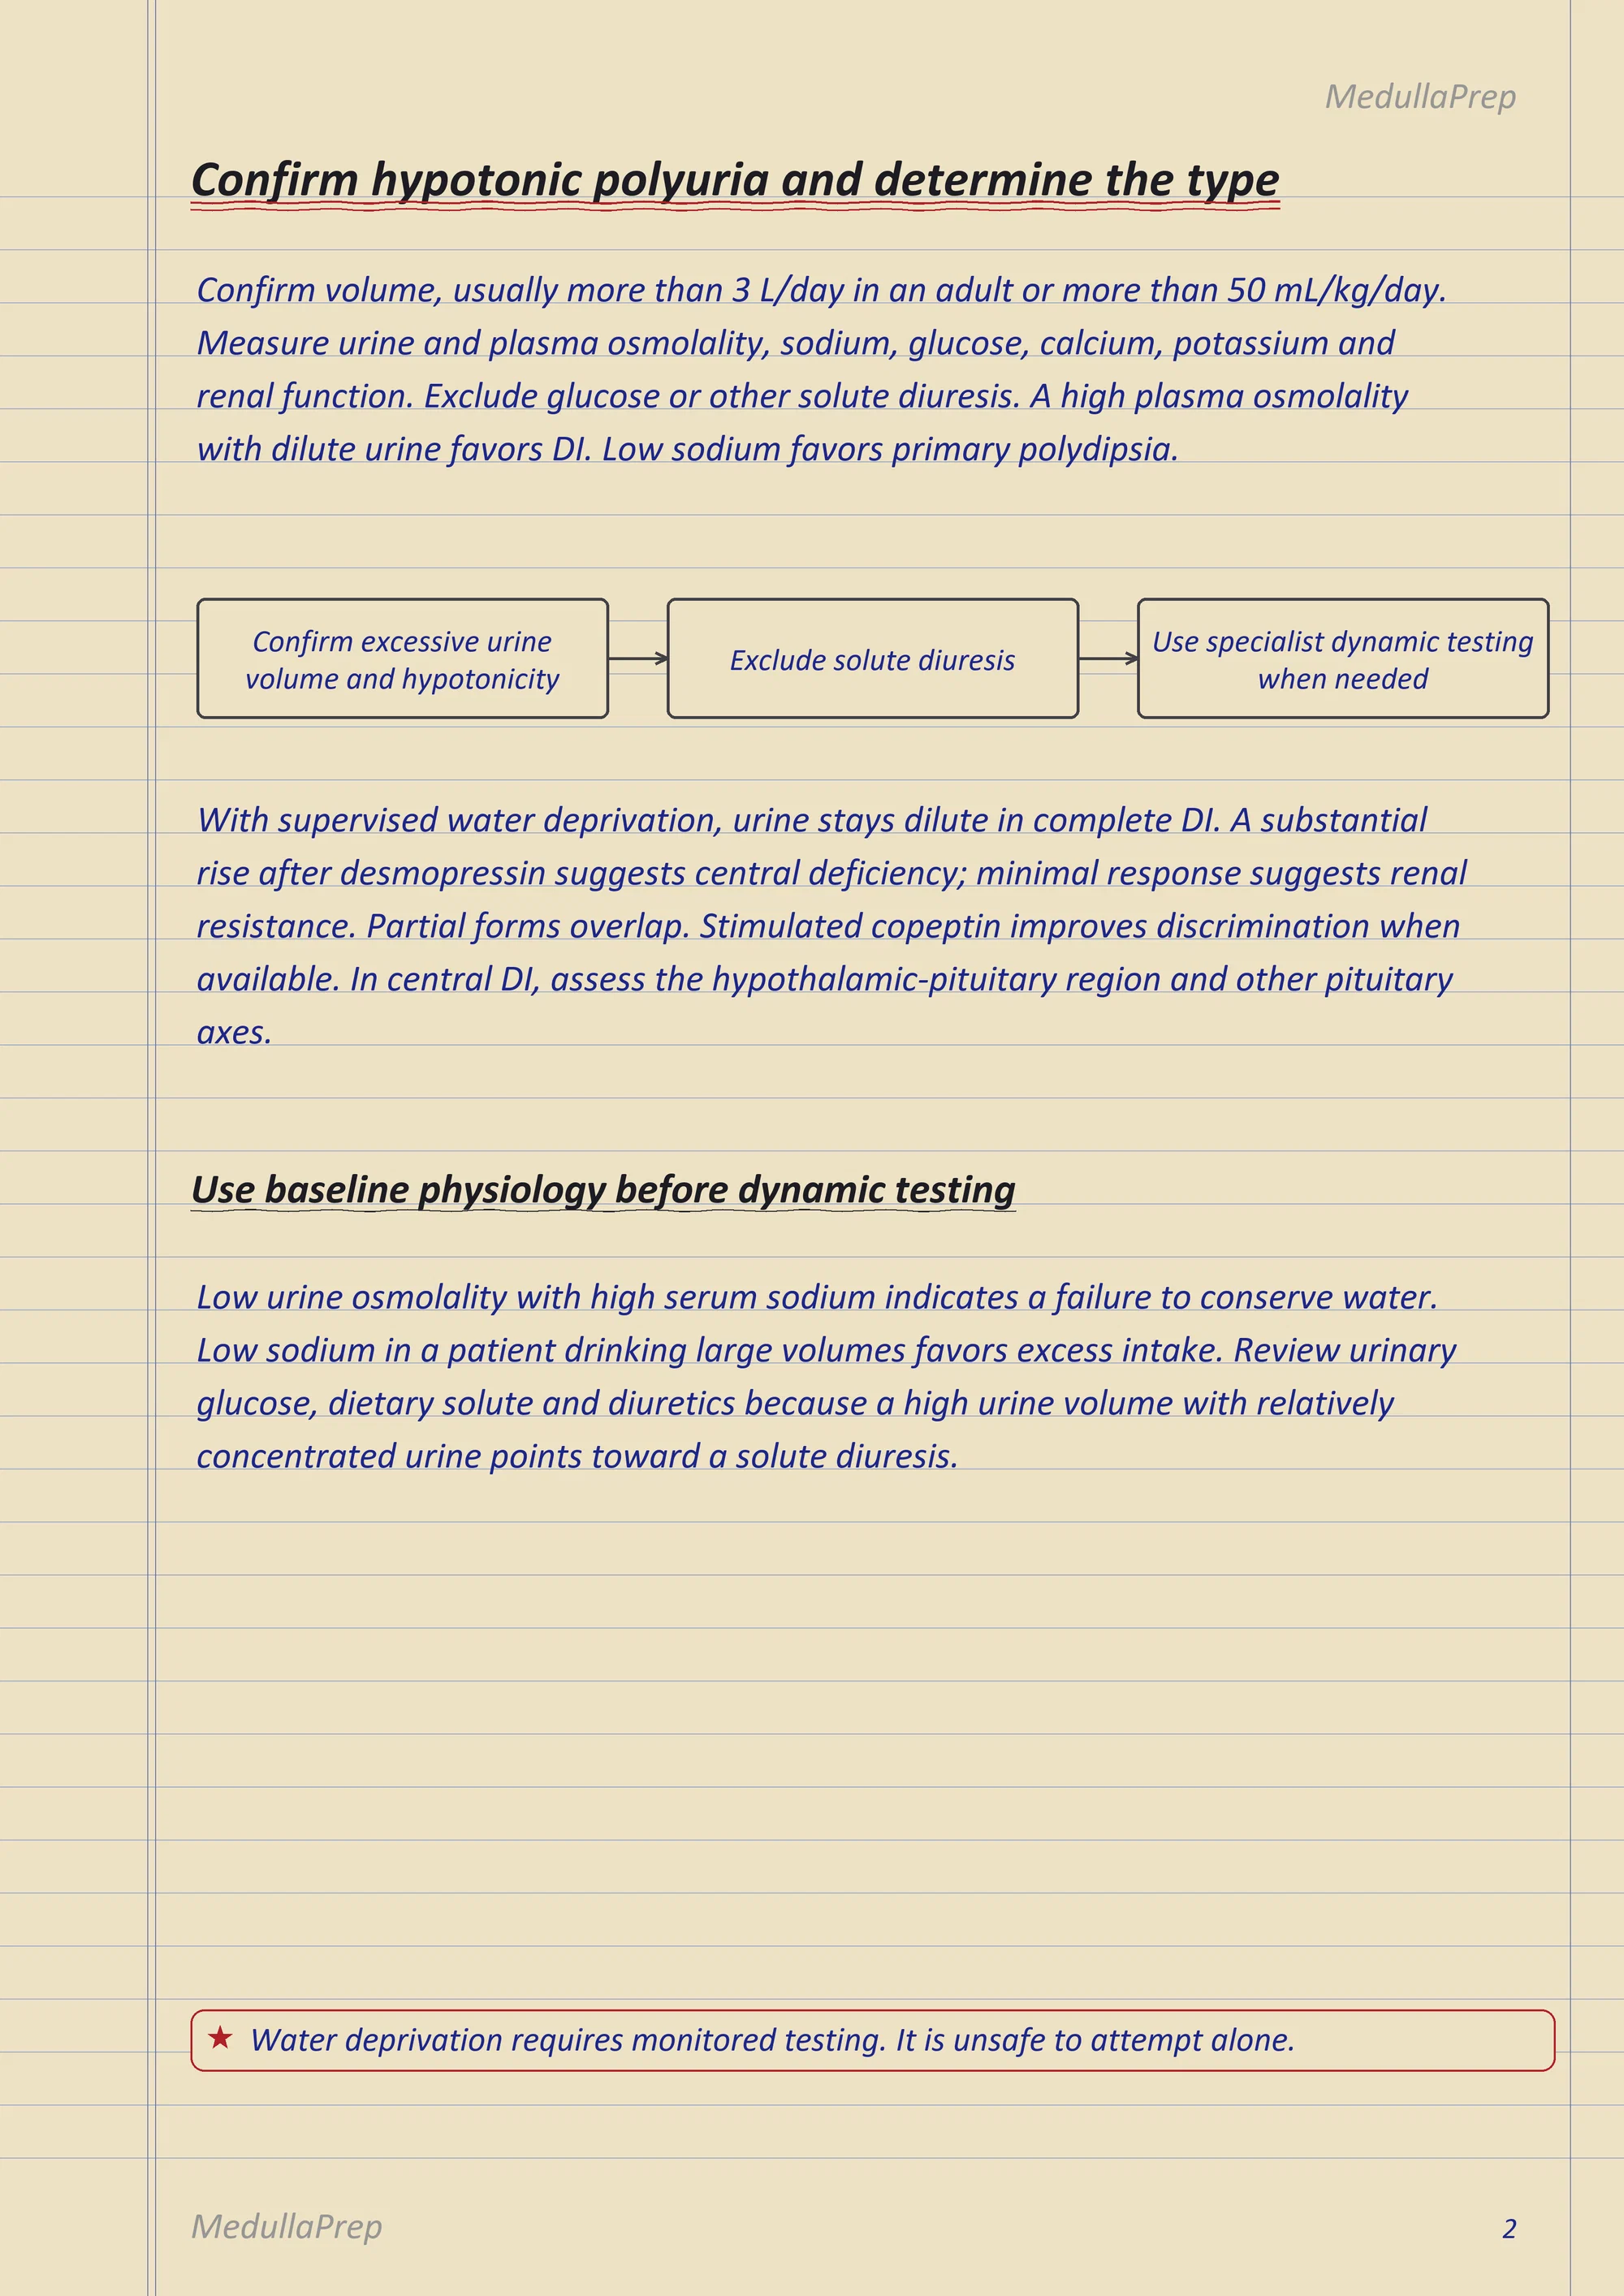 MedullaPrep
Confirm hypotonic polyuria and determine the type
Confirm volume, usually more than 3 L/day in an adult or more than 50 mL/kg/day.
Measure urine and plasma osmolality, sodium, glucose, calcium, potassium and
renal function. Exclude glucose or other solute diuresis. A high plasma osmolality
with dilute urine favors DI. Low sodium favors primary polydipsia.
Confirm excessive urine
volume and hypotonicity
Exclude solute diuresis
Use specialist dynamic testing
when needed
With supervised water deprivation, urine stays dilute in complete DI. A substantial
rise after desmopressin suggests central deficiency; minimal response suggests renal
resistance. Partial forms overlap. Stimulated copeptin improves discrimination when
available. In central DI, assess the hypothalamic-pituitary region and other pituitary
axes.
Use baseline physiology before dynamic testing
Low urine osmolality with high serum sodium indicates a failure to conserve water.
Low sodium in a patient drinking large volumes favors excess intake. Review urinary
glucose, dietary solute and diuretics because a high urine volume with relatively
concentrated urine points toward a solute diuresis.
★ Water deprivation requires monitored testing. It is unsafe to attempt alone.
MedullaPrep
2